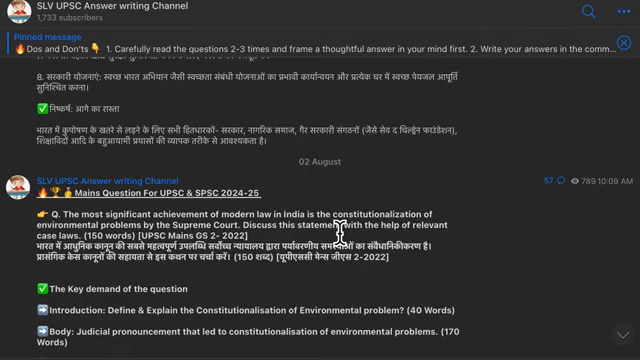 SLV UPSC Answer writing Channel
1,733 subscribers
Pinned message
🔥Dos and Don'ts 👇 1. Carefully read the questions 2-3 times and frame a thoughtful answer in your mind first. 2. Write your answers in the comm...
8. सरकारी योजनाएं: स्वच्छ भारत अभियान जैसी स्वच्छता संबंधी योजनाओं का प्रभावी कार्यान्वयन और प्रत्येक घर में स्वच्छ पेयजल आपूर्ति
सुनिश्चित करना।
✅निष्कर्ष: आगे का रास्ता
भारत में कुपोषण के खतरे से लड़ने के लिए सभी हितधारकों- सरकार, नागरिक समाज, गैर सरकारी संगठनों (जैसे सेव द चिल्ड्रेन फाउंडेशन),
शिक्षाविदों आदि के बहुआयामी प्रयासों की व्यापक तरीके से आवश्यकता है।
02 August
SLV UPSC Answer writing Channel
57 789 10:09 AM
🔥🏆🥇Mains Question For UPSC & SPSC 2024-25
👉 Q. The most significant achievement of modern law in India is the constitutionalization of
environmental problems by the Supreme Court. Discuss this statement with the help of relevant
case laws. (150 words) [UPSC Mains GS 2- 2022]
भारत में आधुनिक कानून की सबसे महत्वपूर्ण उपलब्धि सर्वोच्च न्यायालय द्वारा पर्यावरणीय समस्याओं का संवैधानिकीकरण है।
प्रासंगिक केस कानूनों की सहायता से इस कथन पर चर्चा करें। (150 शब्द) [यूपीएससी मेन्स जीएस 2-2022]
✅The Key demand of the question
➡️Introduction: Define & Explain the Constitutionalisation of Environmental problem? (40 Words)
➡️Body: Judicial pronouncement that led to constitutionalisation of environmental problems. (170
Words)